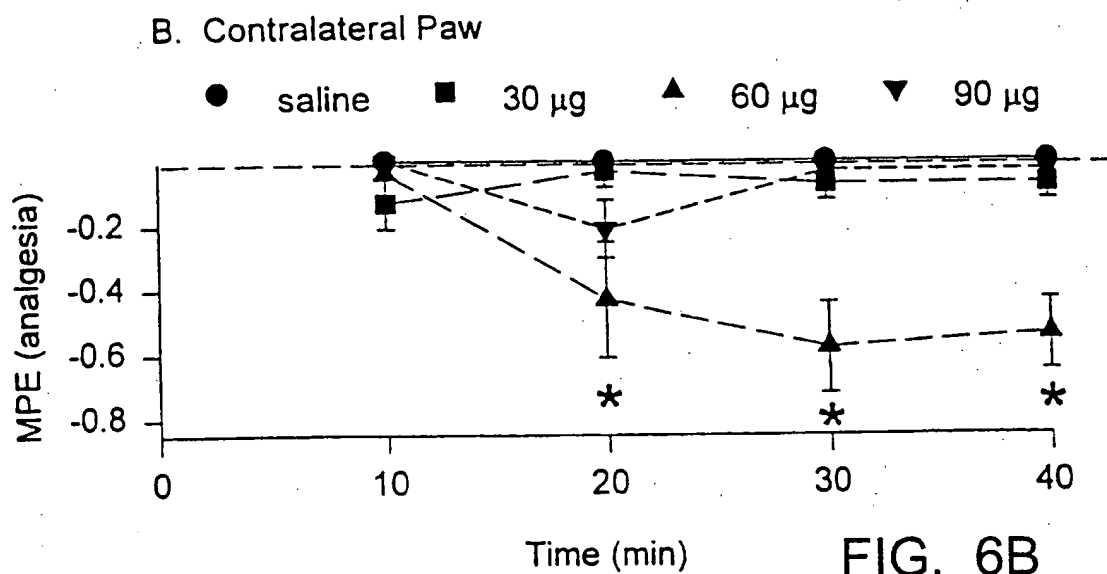 B. Contralateral Paw
● saline ■ 30 µg ▲ 60 µg ▼ 90 µg
MPE (analgesia)
-0.2
-0.4
-0.6
-0.8
* * *
0 10 20 30 40
Time (min)
FIG. 6B